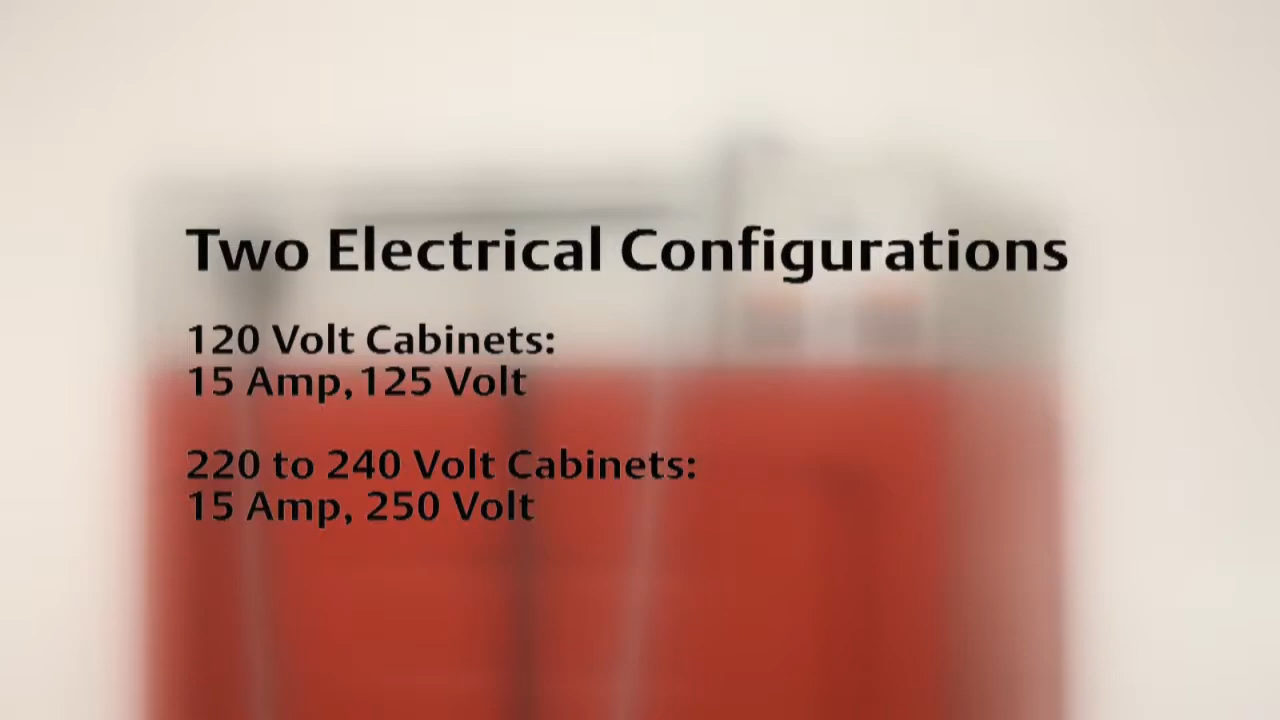 Two Electrical Configurations
120 Volt Cabinets:
15 Amp, 125 Volt
220 to 240 Volt Cabinets:
15 Amp, 250 Volt